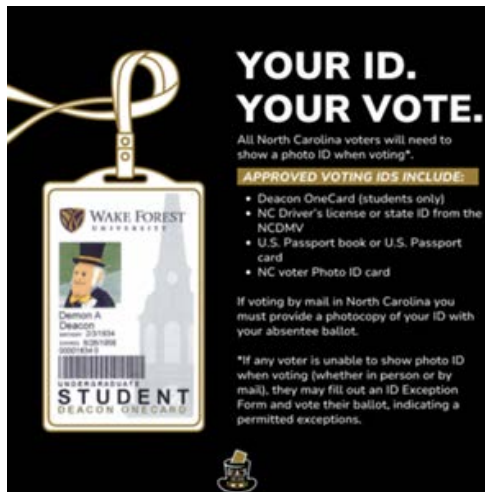 YOUR ID.
YOUR VOTE.
All North Carolina voters will need to
show a photo ID when voting*.
APPROVED VOTING IDS INCLUDE:
• Deacon OneCard (students only)
• NC Driver's license or state ID from the
NCDMV
• U.S. Passport book or U.S. Passport
card
• NC voter Photo ID card
If voting by mail in North Carolina you
must provide a photocopy of your ID with
your absentee ballot.
*If any voter is unable to show photo ID
when voting (whether in person or by
mail), they may fill out an ID Exception
Form and vote their ballot, indicating a
permitted exceptions.
WAKE FOREST
UNIVERSITY
Demon A
Deacon
UNDERGRADUATE
STUDENT
DEACON ONECARD